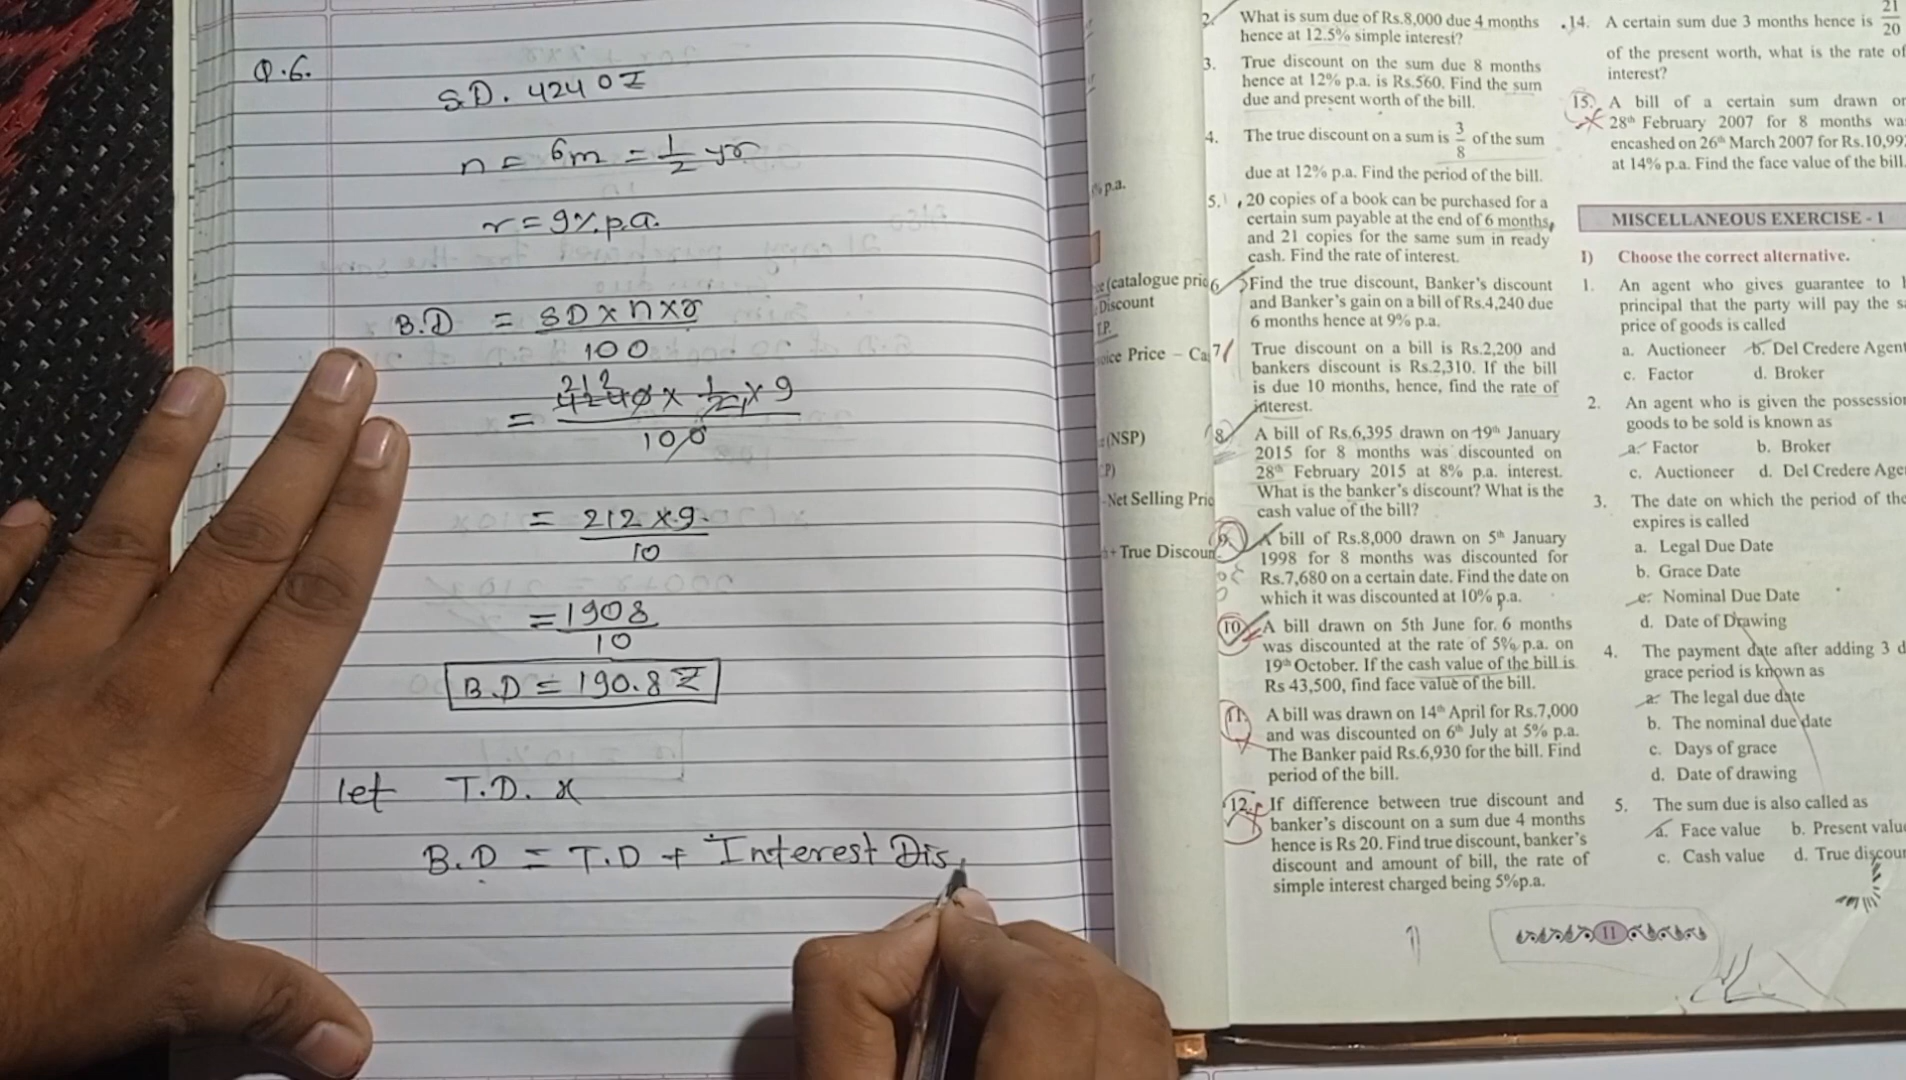 Q.6.
S.D. 4240 ₹
n = 6m = 1/2 yr
r = 9% p.a.
B.D = SD × n × r
100
212
= 4240 × 1/2 × 9
100
= 212 × 9
10
= 1908
10
B.D = 190.8 ₹
let T.D. x
B.D = T.D + Interest Dis,
% p.a.
(catalogue pric
Discount
T.P.
Price – Ca
(NSP)
Net Selling Pric
+ True Discoun
2. What is sum due of Rs.8,000 due 4 months
hence at 12.5% simple interest?
3. True discount on the sum due 8 months
hence at 12% p.a. is Rs.560. Find the sum
due and present worth of the bill.
4. The true discount on a sum is 3/8 of the sum
due at 12% p.a. Find the period of the bill.
5. 20 copies of a book can be purchased for a
certain sum payable at the end of 6 months,
and 21 copies for the same sum in ready
cash. Find the rate of interest.
6. Find the true discount, Banker's discount
and Banker's gain on a bill of Rs.4,240 due
6 months hence at 9% p.a.
7. True discount on a bill is Rs.2,200 and
bankers discount is Rs.2,310. If the bill
is due 10 months, hence, find the rate of
interest.
8. A bill of Rs.6,395 drawn on 19th January
2015 for 8 months was discounted on
28th February 2015 at 8% p.a. interest.
What is the banker's discount? What is the
cash value of the bill?
9. A bill of Rs.8,000 drawn on 5th January
1998 for 8 months was discounted for
Rs.7,680 on a certain date. Find the date on
which it was discounted at 10% p.a.
10. A bill drawn on 5th June for 6 months
was discounted at the rate of 5% p.a. on
19th October. If the cash value of the bill is
Rs 43,500, find face value of the bill.
11. A bill was drawn on 14th April for Rs.7,000
and was discounted on 6th July at 5% p.a.
The Banker paid Rs.6,930 for the bill. Find
period of the bill.
12. If difference between true discount and
banker's discount on a sum due 4 months
hence is Rs 20. Find true discount, banker's
discount and amount of bill, the rate of
simple interest charged being 5%p.a.
14. A certain sum due 3 months hence is 21/20
of the present worth, what is the rate of
interest?
15. A bill of a certain sum drawn on
28th February 2007 for 8 months wa
encashed on 26th March 2007 for Rs.10,99
at 14% p.a. Find the face value of the bill.
MISCELLANEOUS EXERCISE - 1
I) Choose the correct alternative.
1. An agent who gives guarantee to
principal that the party will pay the s
price of goods is called
a. Auctioneer b. Del Credere Agent
c. Factor d. Broker
2. An agent who is given the possession
goods to be sold is known as
a. Factor b. Broker
c. Auctioneer d. Del Credere Age
3. The date on which the period of the
expires is called
a. Legal Due Date
b. Grace Date
c. Nominal Due Date
d. Date of Drawing
4. The payment date after adding 3 d
grace period is known as
a. The legal due date
b. The nominal due date
c. Days of grace
d. Date of drawing
5. The sum due is also called as
a. Face value b. Present value
c. Cash value d. True discour
11